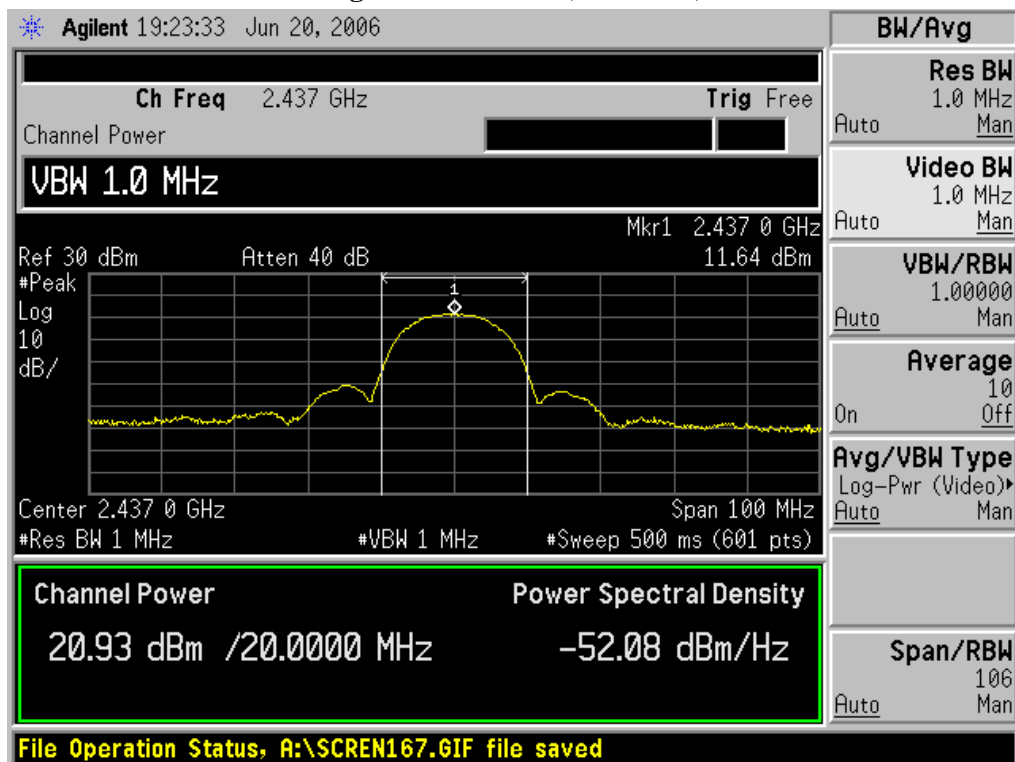 Agilent 19:23:33 Jun 20, 2006
BW/Avg
Ch Freq 2.437 GHz
Trig Free
Channel Power
VBW 1.0 MHz
Mkr1 2.437 0 GHz
Ref 30 dBm
Atten 40 dB
11.64 dBm
#Peak
Log
10
dB/
1
Center 2.437 0 GHz
Span 100 MHz
#Res BW 1 MHz
#VBW 1 MHz
#Sweep 500 ms (601 pts)
Channel Power
Power Spectral Density
20.93 dBm /20.0000 MHz
-52.08 dBm/Hz
Res BW
1.0 MHz
Auto Man
Video BW
1.0 MHz
Auto Man
VBW/RBW
1.00000
Auto Man
Average
10
On Off
Avg/VBW Type
Log-Pwr (Video)
Auto Man
Span/RBW
106
Auto Man
File Operation Status, A:\SCREN167.GIF file saved